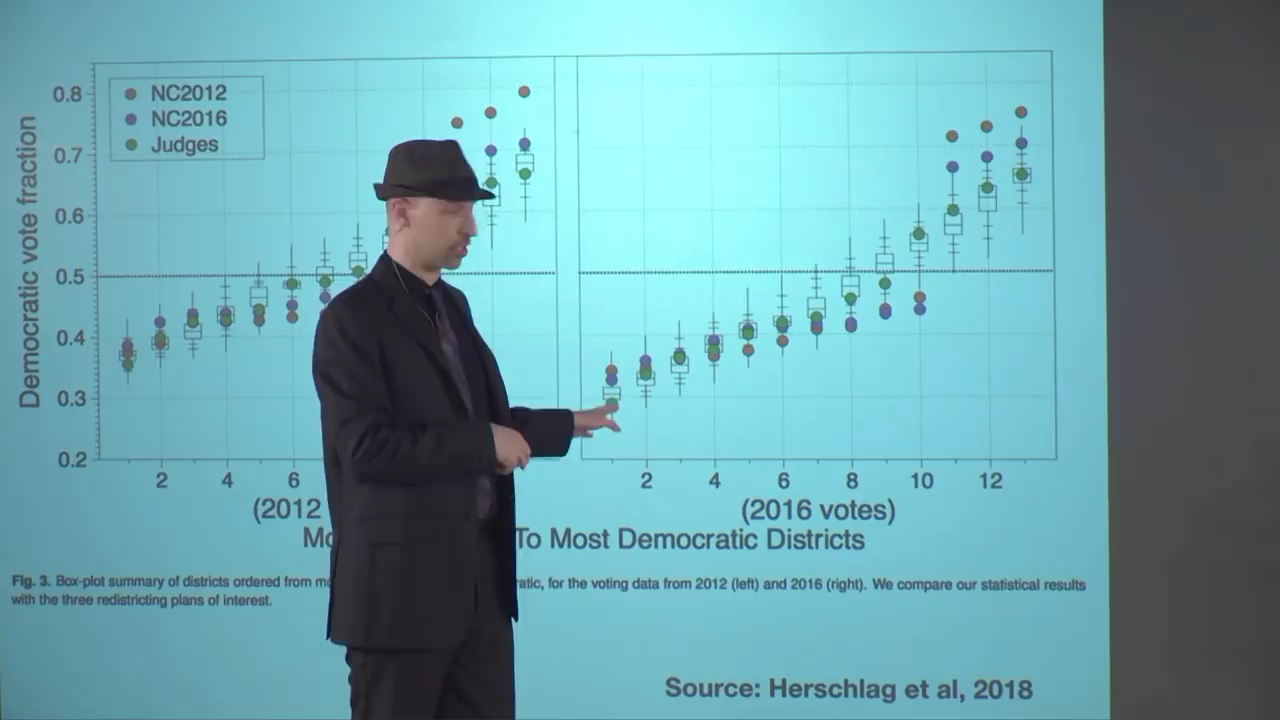 Democratic vote fraction
0.8
0.7
0.6
0.5
0.4
0.3
0.2
NC2012
NC2016
Judges
2 4 6
2 4 6 8 10 12
(2012
(2016 votes)
To Most Democratic Districts
Fig. 3. Box-plot summary of districts ordered from for the voting data from 2012 (left) and 2016 (right). We compare our statistical results
with the three redistricting plans of interest.
Source: Herschlag et al, 2018